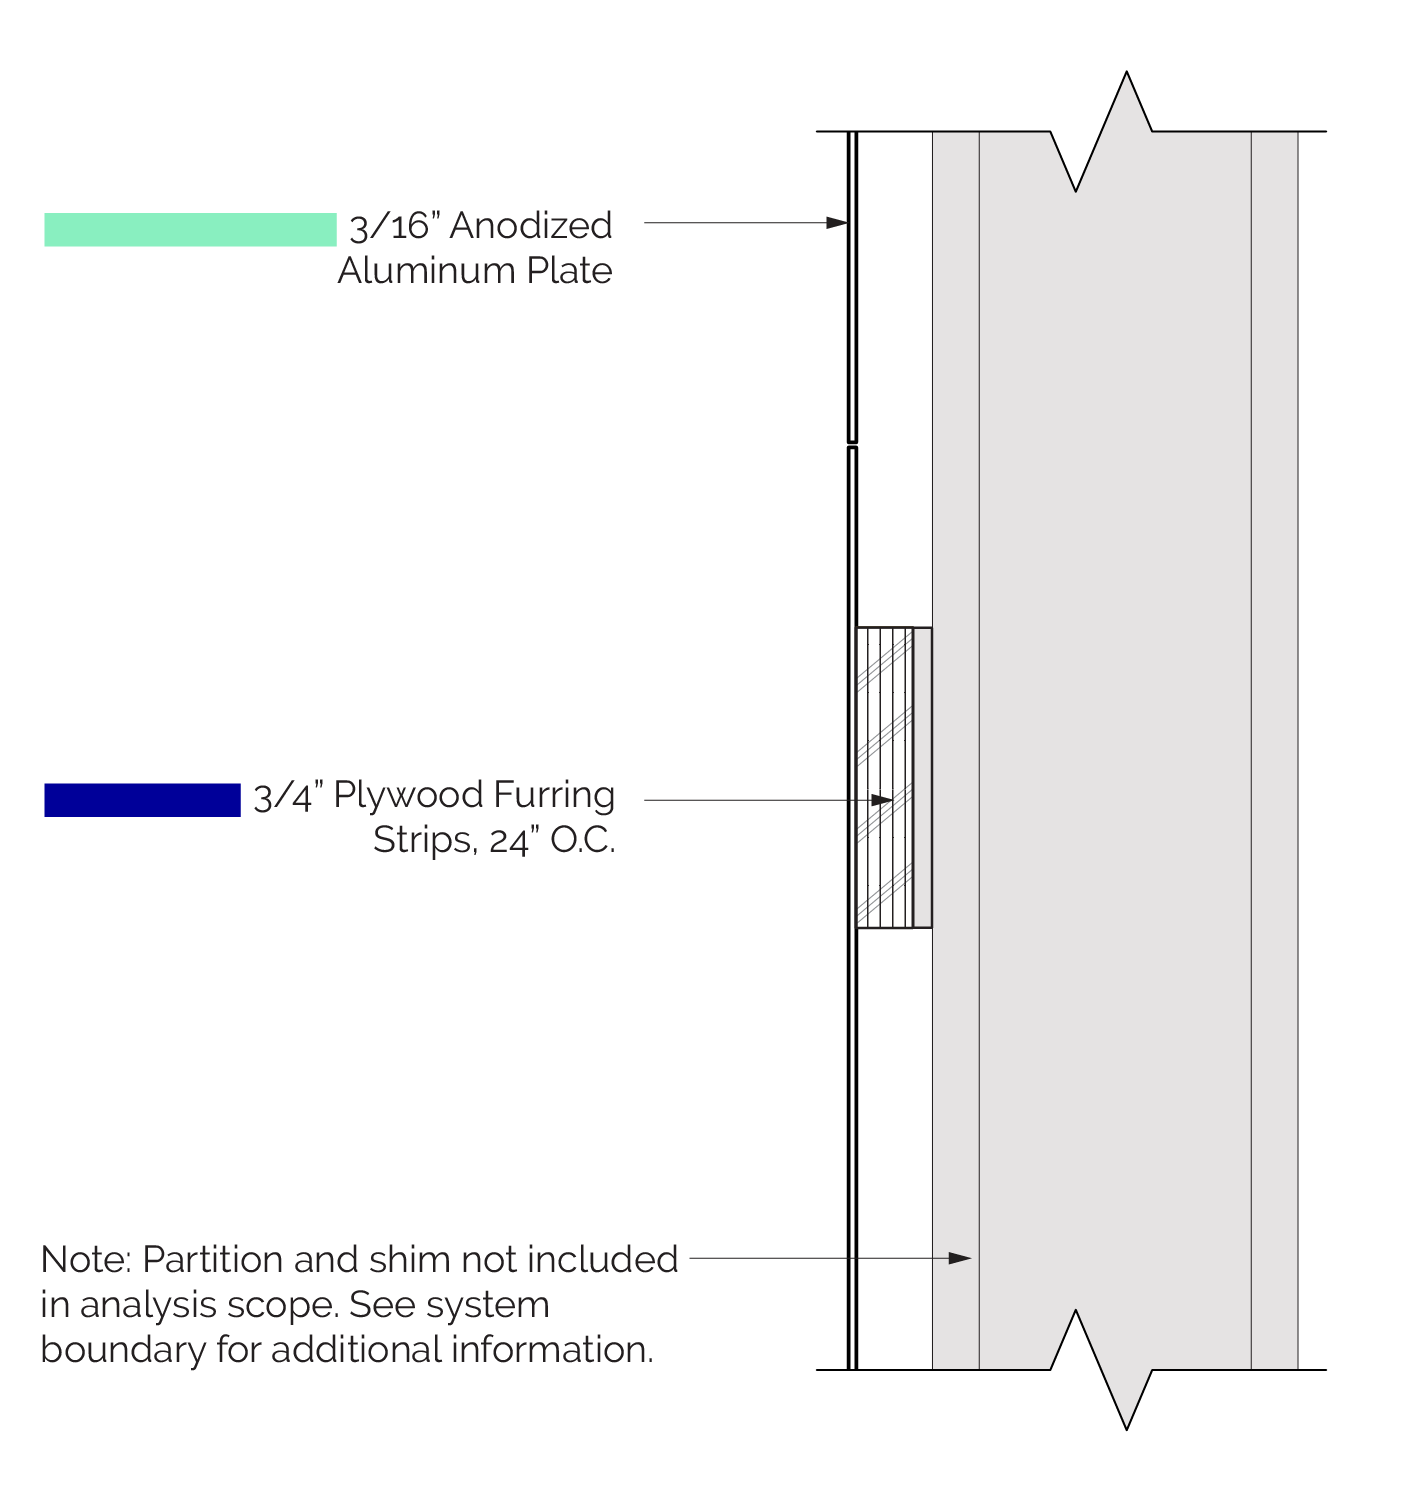 3/16” Anodized
Aluminum Plate
3/4” Plywood Furring
Strips, 24” O.C.
Note: Partition and shim not included
in analysis scope. See system
boundary for additional information.